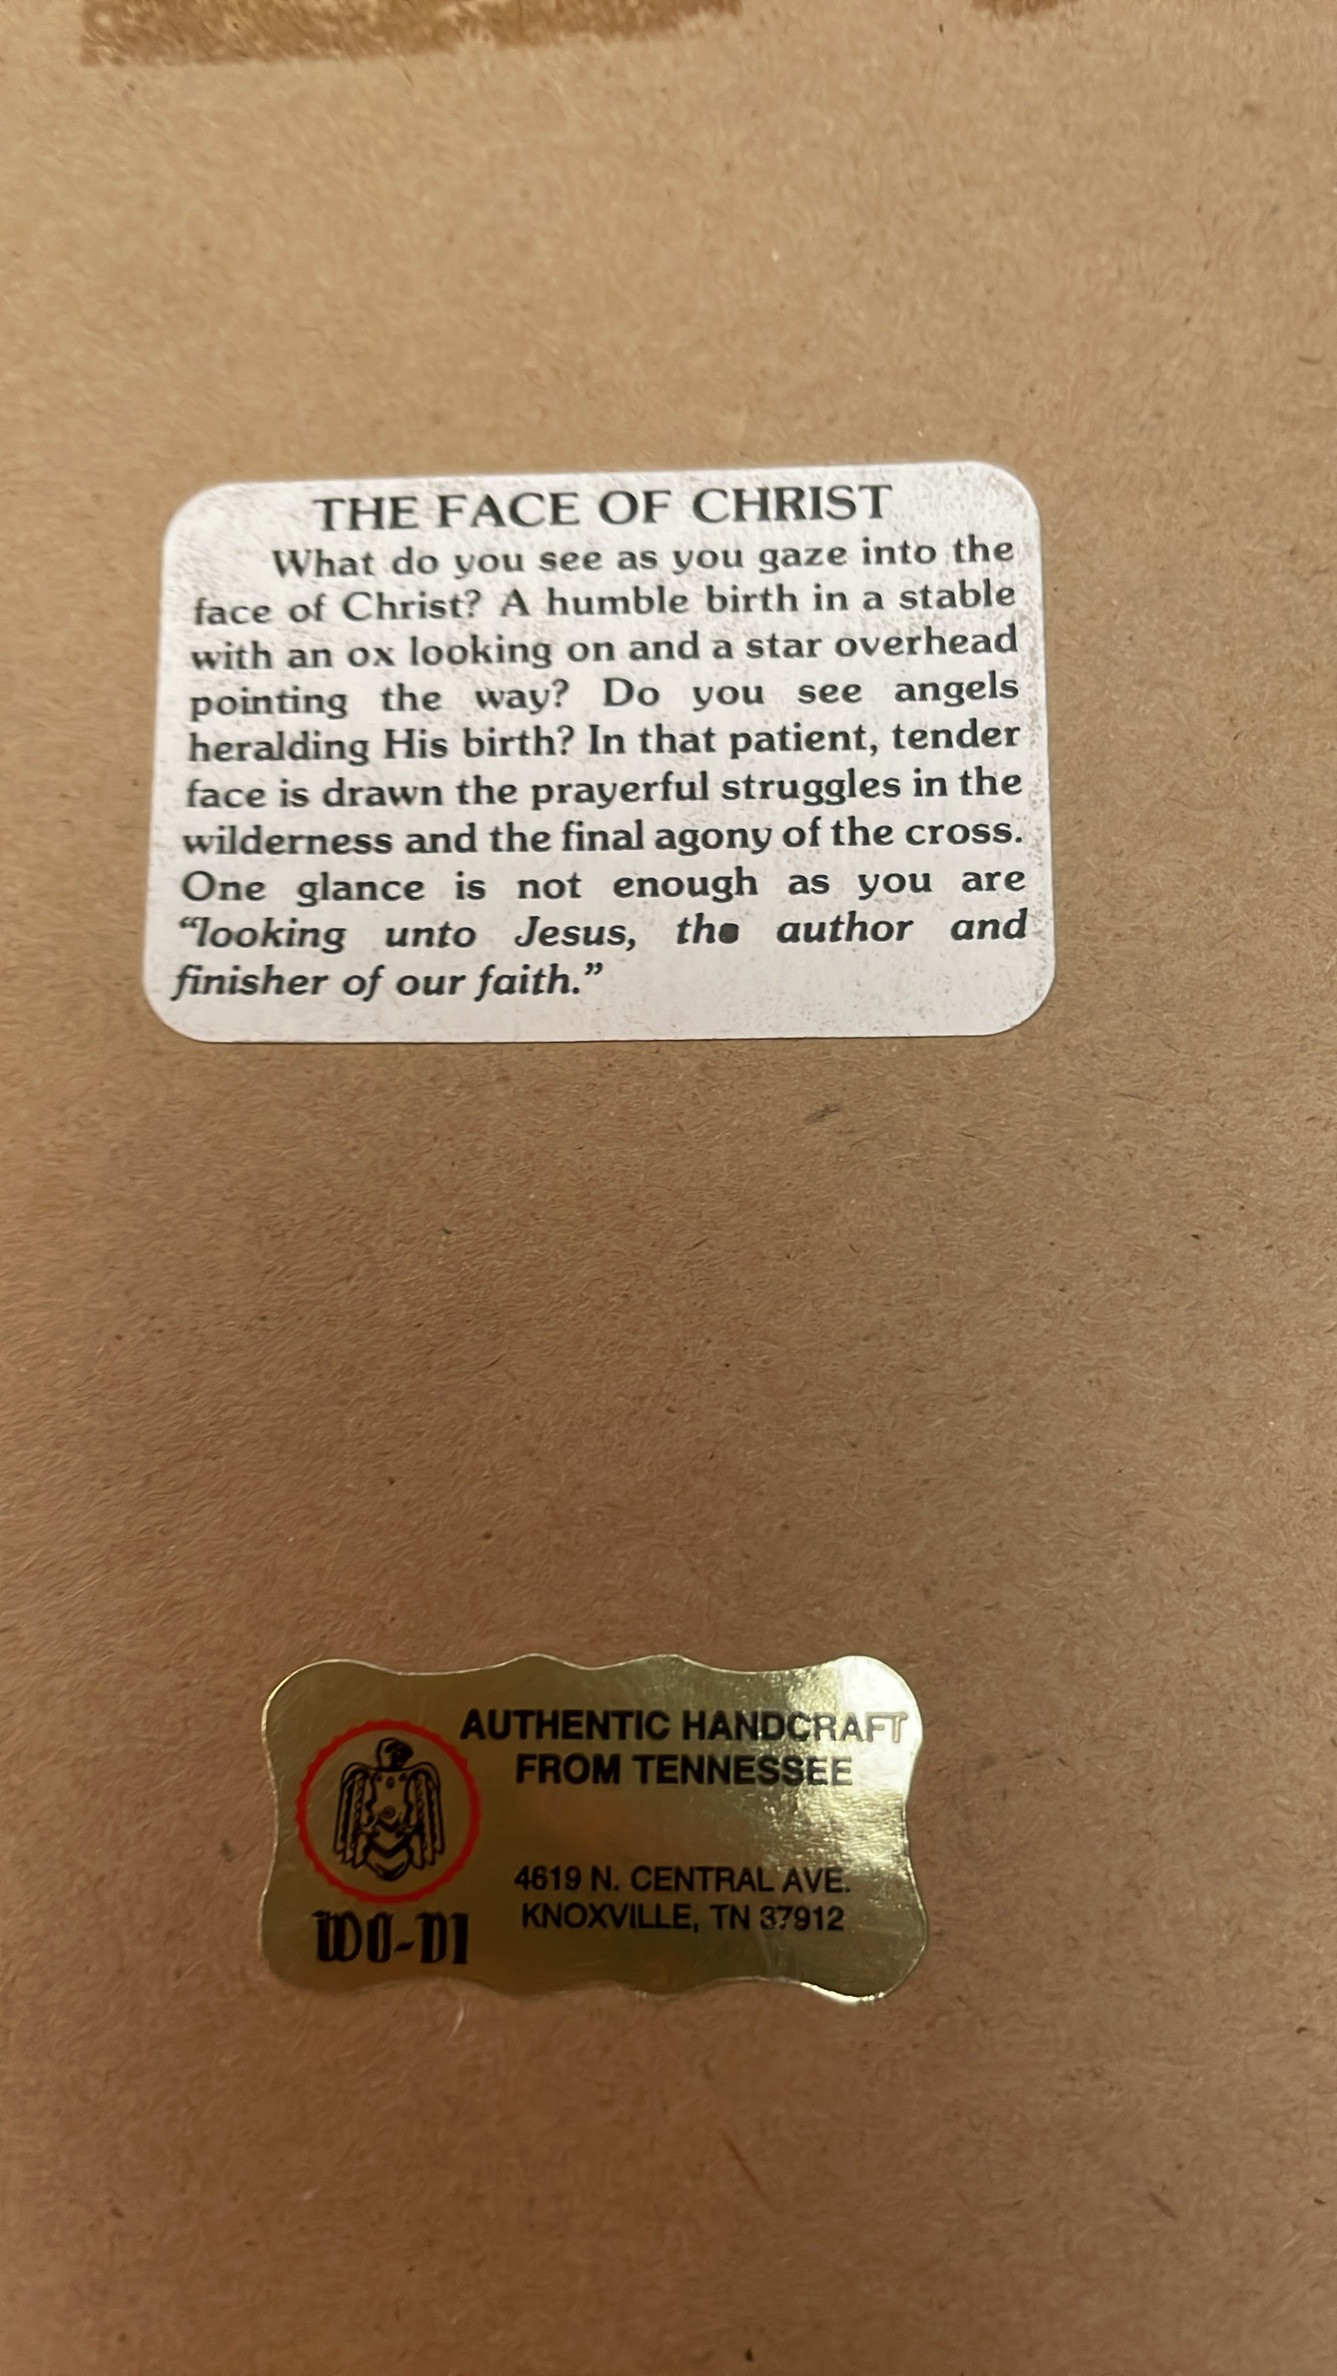 THE FACE OF CHRIST
What do you see as you gaze into the
face of Christ? A humble birth in a stable
with an ox looking on and a star overhead
pointing the way? Do you see angels
heralding His birth? In that patient, tender
face is drawn the prayerful struggles in the
wilderness and the final agony of the cross.
One glance is not enough as you are
“looking unto Jesus, the author and
finisher of our faith.”
AUTHENTIC HANDCRAFT
FROM TENNESSEE
4619 N. CENTRAL AVE.
KNOXVILLE, TN 37912
WO-DI